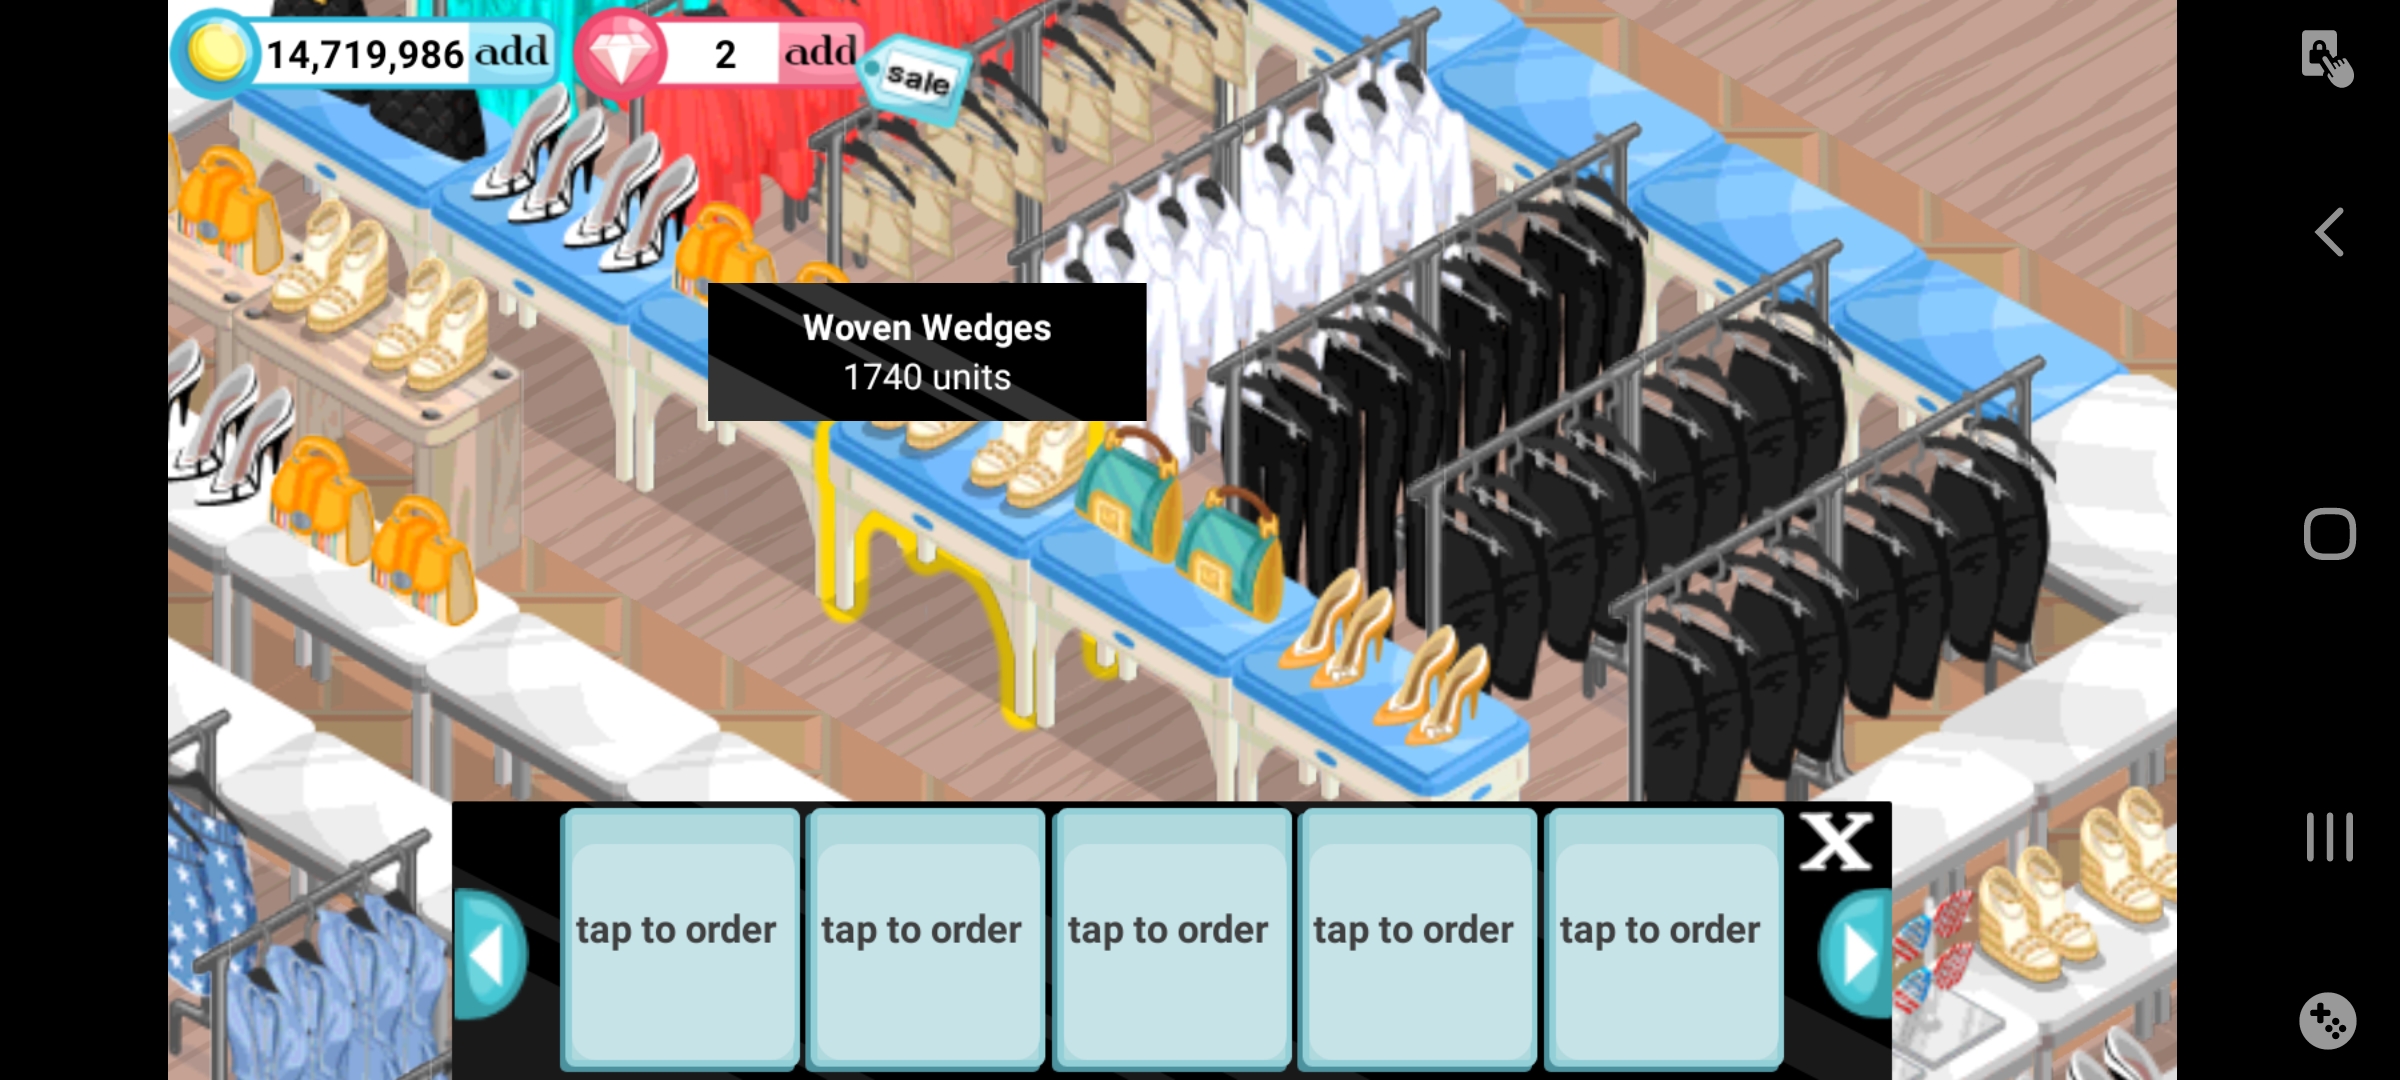 14,719,986 add
2 add
sale
Woven Wedges
1740 units
X
tap to order
tap to order
tap to order
tap to order
tap to order